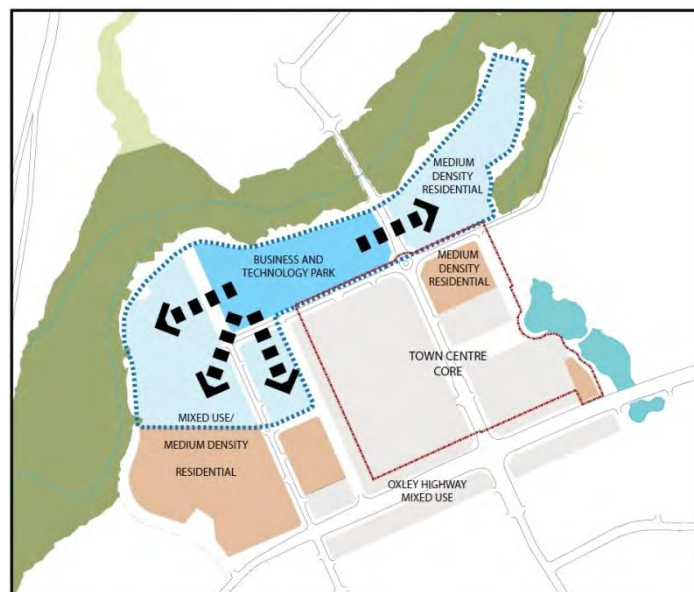 MEDIUM
DENSITY
RESIDENTIAL
BUSINESS AND
TECHNOLOGY PARK
MEDIUM
DENSITY
RESIDENTIAL
TOWN CENTRE
CORE
MIXED USE/
MEDIUM DENSITY
RESIDENTIAL
OXLEY HIGHWAY
MIXED USE